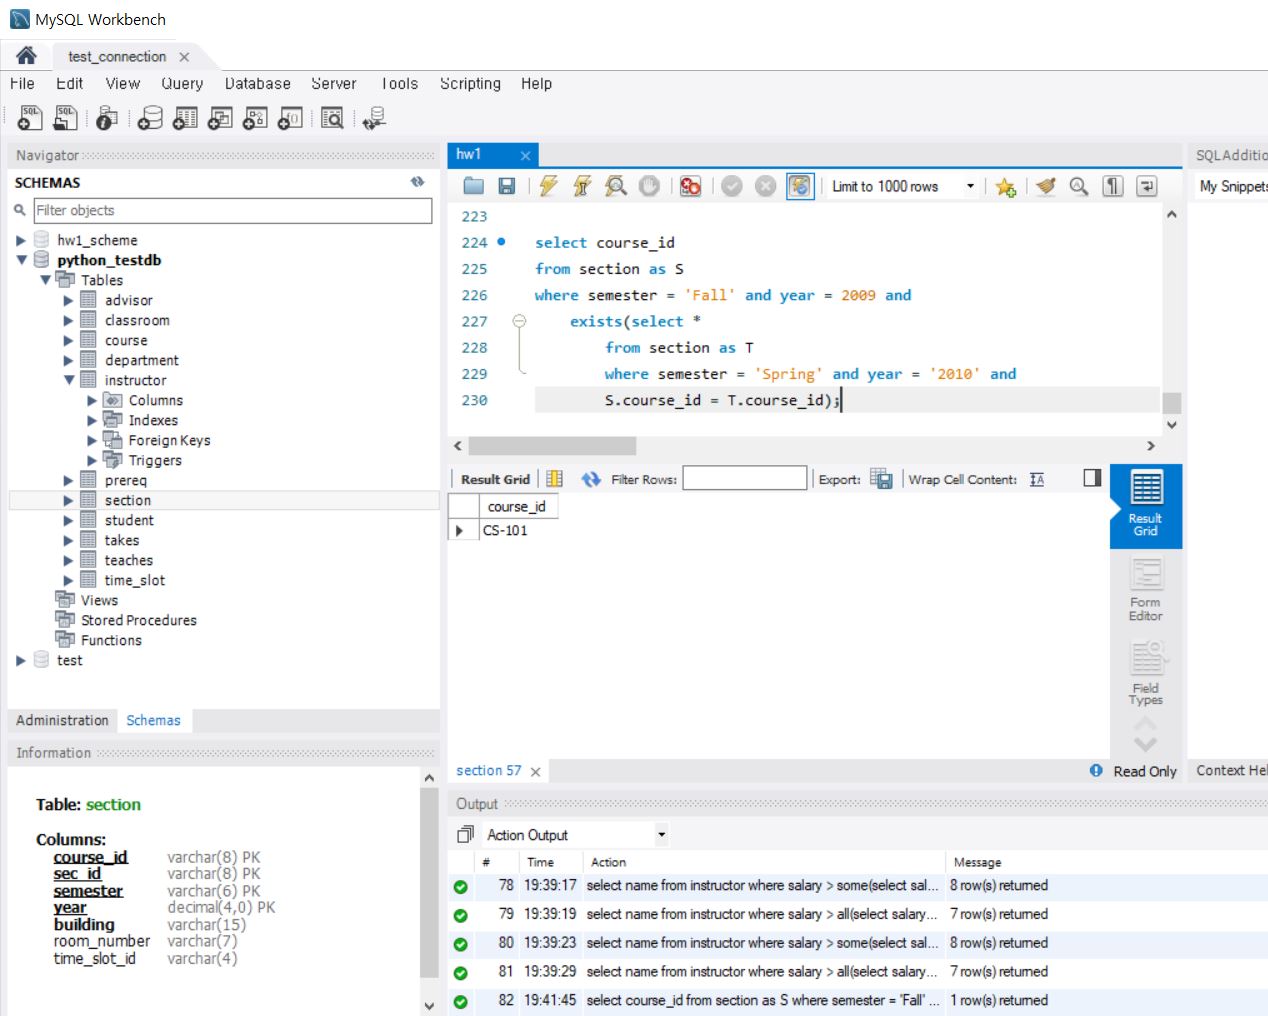 MySQL Workbench
test_connection
File Edit View Query Database Server Tools Scripting Help
Navigator
SCHEMAS
Filter objects
hw1_scheme
python_testdb
Tables
advisor
classroom
course
department
instructor
Columns
Indexes
Foreign Keys
Triggers
prereq
section
student
takes
teaches
time_slot
Views
Stored Procedures
Functions
test
Administration Schemas
Information
Table: section
Columns:
course_id varchar(8) PK
sec_id varchar(8) PK
semester varchar(6) PK
year decimal(4,0) PK
building varchar(15)
room_number varchar(7)
time_slot_id varchar(4)
hw1
Limit to 1000 rows
223
224 select course_id
225 from section as S
226 where semester = 'Fall' and year = 2009 and
227 exists(select *
228 from section as T
229 where semester = 'Spring' and year = '2010' and
230 S.course_id = T.course_id);
Result Grid Filter Rows: Export: Wrap Cell Content:
course_id
CS-101
Result
Grid
Form
Editor
Field
Types
section 57
Read Only
Output
Action Output
# Time Action Message
78 19:39:17 select name from instructor where salary > some(select sal... 8 row(s) returned
79 19:39:19 select name from instructor where salary > all(select salary... 7 row(s) returned
80 19:39:23 select name from instructor where salary > some(select sal... 8 row(s) returned
81 19:39:29 select name from instructor where salary > all(select salary... 7 row(s) returned
82 19:41:45 select course_id from section as S where semester = 'Fall' ... 1 row(s) returned
SQLAdditio
My Snippets
Context Hel